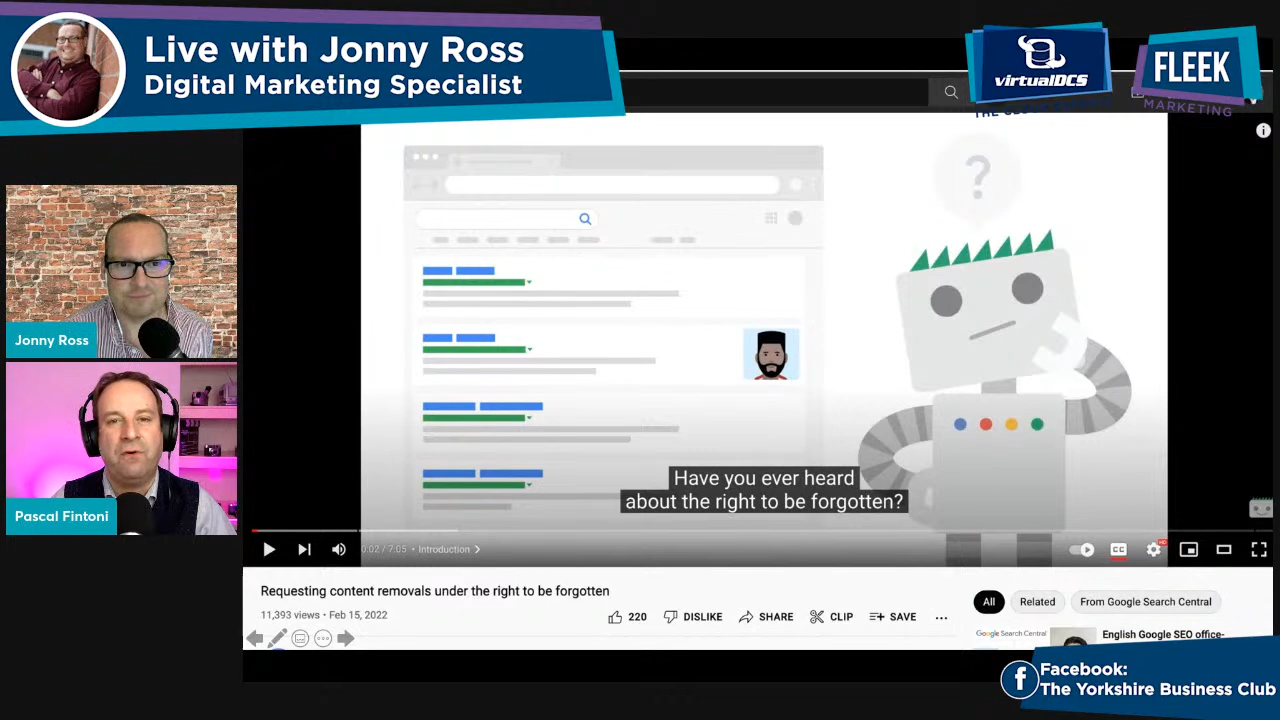 Live with Jonny Ross
Digital Marketing Specialist
virtualDCS
FLEEK
MARKETING
?
Jonny Ross
Pascal Fintoni
Have you ever heard
about the right to be forgotten?
0:02 / 7:05 • Introduction
CC
HD
Requesting content removals under the right to be forgotten
11,393 views • Feb 15, 2022
220
DISLIKE
SHARE
CLIP
SAVE
All
Related
From Google Search Central
Google Search Central
English Google SEO office-
Facebook:
The Yorkshire Business Club